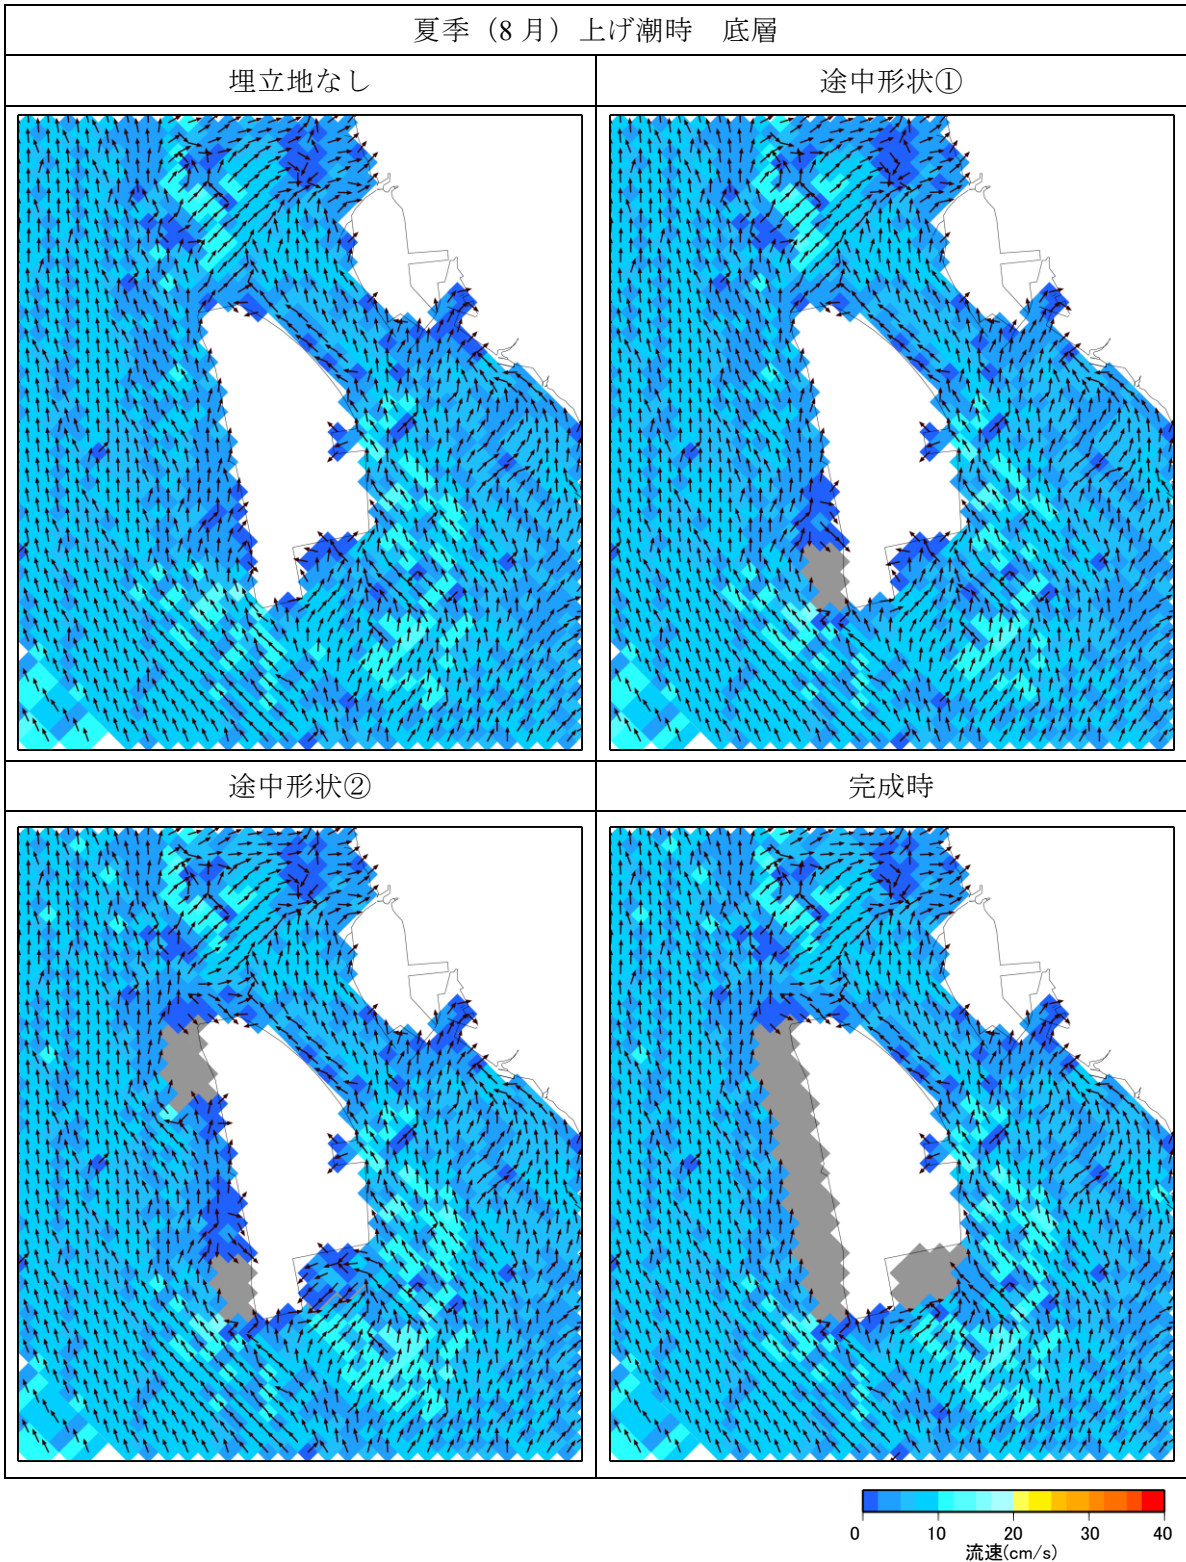 夏季(8月)上げ潮時 底層
埋立地なし
途中形状①
途中形状②
完成時
0 10 20 30 40
流速(cm/s)